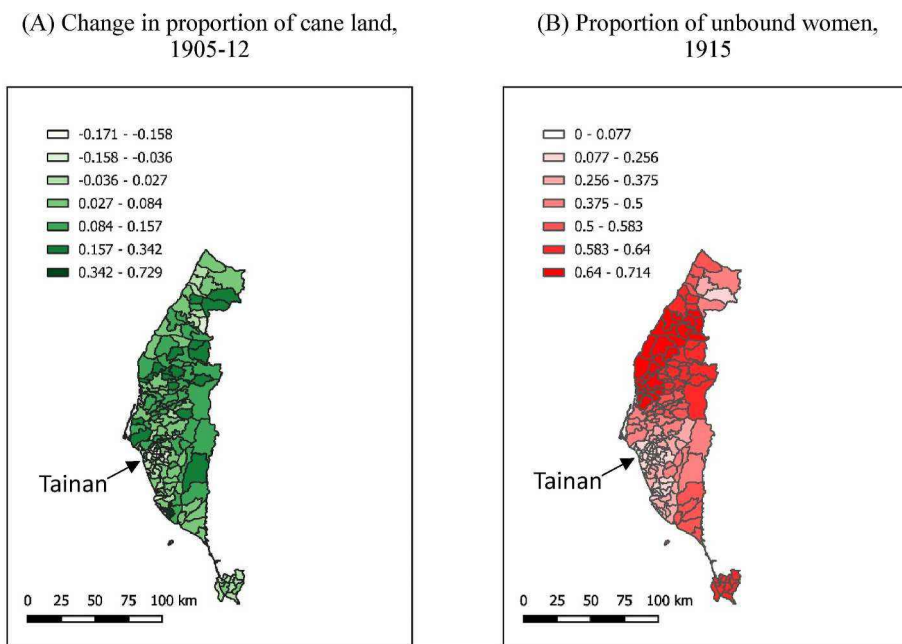 (A) Change in proportion of cane land,
1905-12
-0.171 - -0.158
-0.158 - -0.036
-0.036 - 0.027
0.027 - 0.084
0.084 - 0.157
0.157 - 0.342
0.342 - 0.729
Tainan
0 25 50 75 100 km
(B) Proportion of unbound women,
1915
0 - 0.077
0.077 - 0.256
0.256 - 0.375
0.375 - 0.5
0.5 - 0.583
0.583 - 0.64
0.64 - 0.714
Tainan
0 25 50 75 100 km